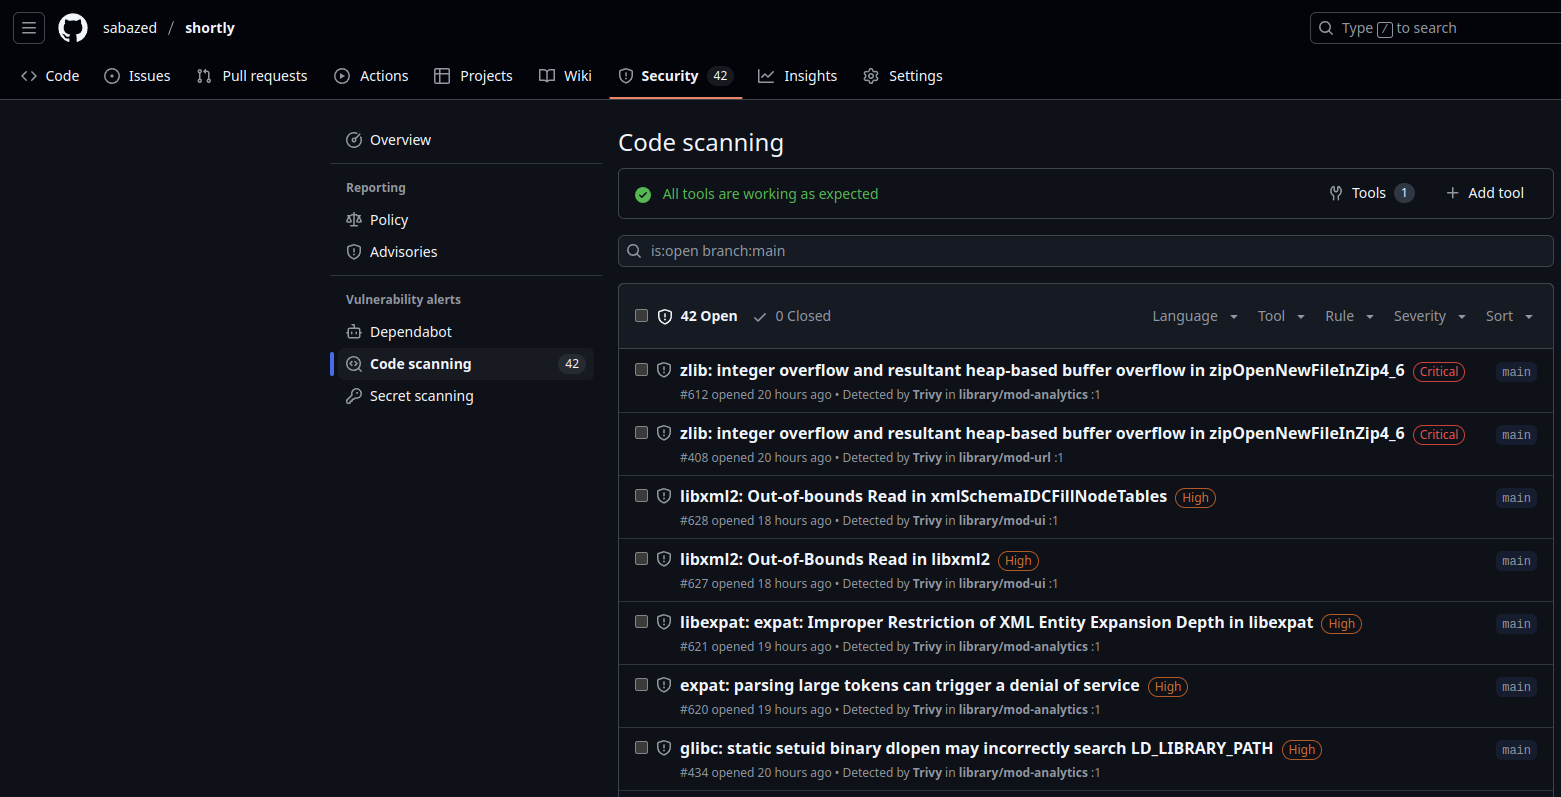 sabazed / shortly
Type / to search
Code Issues Pull requests Actions Projects Wiki Security 42 Insights Settings
Overview
Reporting
Policy
Advisories
Vulnerability alerts
Dependabot
Code scanning 42
Secret scanning
Code scanning
All tools are working as expected Tools 1 Add tool
is:open branch:main
42 Open 0 Closed Language Tool Rule Severity Sort
zlib: integer overflow and resultant heap-based buffer overflow in zipOpenNewFileInZip4_6 Critical main
#612 opened 20 hours ago • Detected by Trivy in library/mod-analytics :1
zlib: integer overflow and resultant heap-based buffer overflow in zipOpenNewFileInZip4_6 Critical main
#408 opened 20 hours ago • Detected by Trivy in library/mod-url :1
libxml2: Out-of-bounds Read in xmlSchemaIDCFillNodeTables High main
#628 opened 18 hours ago • Detected by Trivy in library/mod-ui :1
libxml2: Out-of-Bounds Read in libxml2 High main
#627 opened 18 hours ago • Detected by Trivy in library/mod-ui :1
libexpat: expat: Improper Restriction of XML Entity Expansion Depth in libexpat High main
#621 opened 19 hours ago • Detected by Trivy in library/mod-analytics :1
expat: parsing large tokens can trigger a denial of service High main
#620 opened 19 hours ago • Detected by Trivy in library/mod-analytics :1
glibc: static setuid binary dlopen may incorrectly search LD_LIBRARY_PATH High main
#434 opened 20 hours ago • Detected by Trivy in library/mod-analytics :1